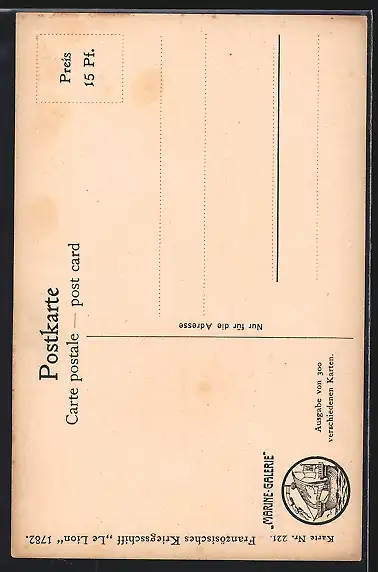 Postkarte
Carte postale — post card
Preis
15 Pf.
Nur für die Adresse
Ausgabe von 300
verschiedenen Karten.
„MARINE-GALERIE"
Karte Nr. 221. Französisches Kriegsschiff „Le Lion" 1782.